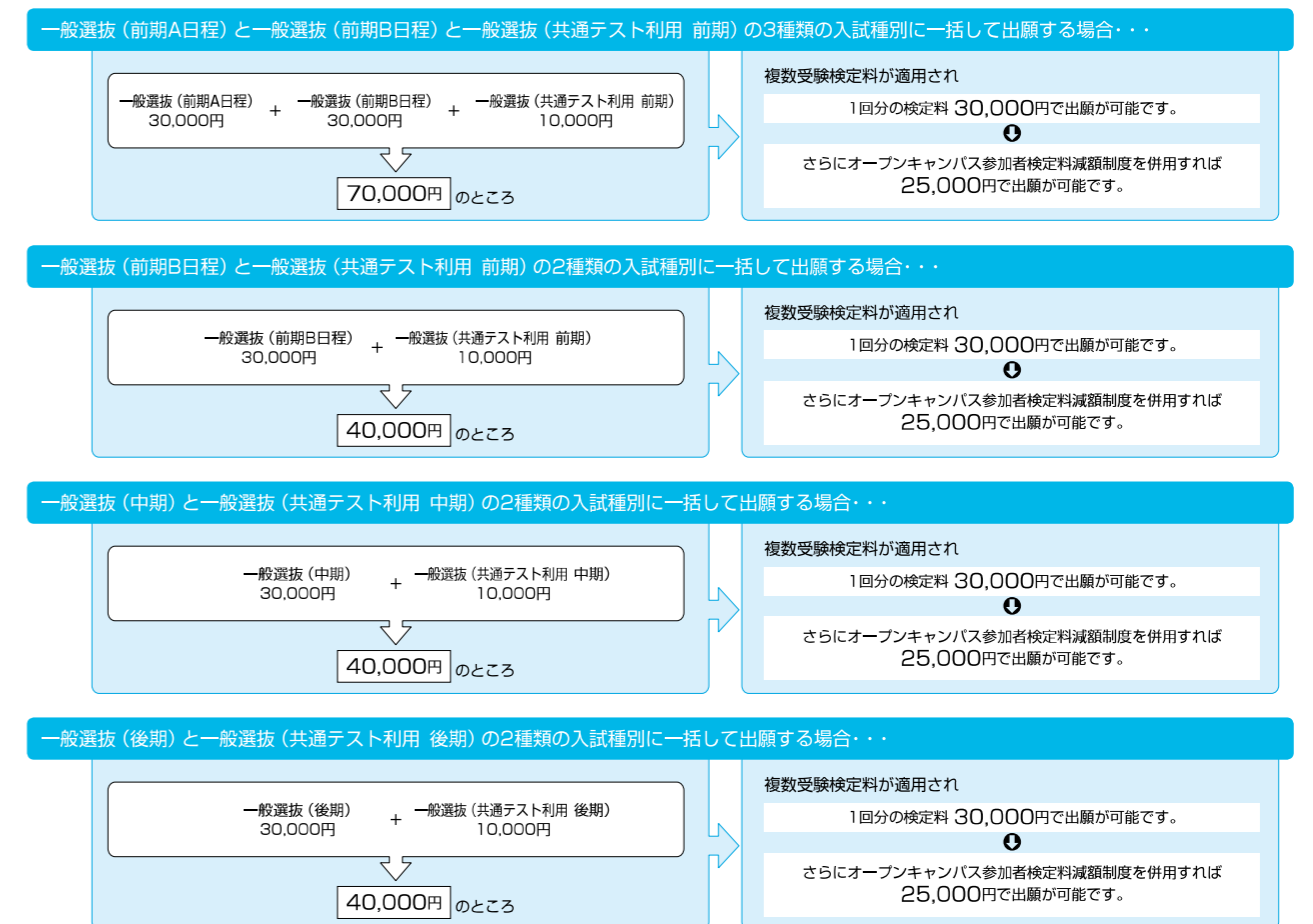 一般選抜（前期A日程）と一般選抜（前期B日程）と一般選抜（共通テスト利用 前期）の3種類の入試種別に一括して出願する場合・・・
一般選抜（前期A日程） + 一般選抜（前期B日程） + 一般選抜（共通テスト利用 前期）
30,000円 30,000円 10,000円
70,000円 のところ
複数受験検定料が適用され
1回分の検定料 30,000円で出願が可能です。
さらにオープンキャンパス参加者検定料減額制度を併用すれば
25,000円で出願が可能です。
一般選抜（前期B日程）と一般選抜（共通テスト利用 前期）の2種類の入試種別に一括して出願する場合・・・
一般選抜（前期B日程） + 一般選抜（共通テスト利用 前期）
30,000円 10,000円
40,000円 のところ
複数受験検定料が適用され
1回分の検定料 30,000円で出願が可能です。
さらにオープンキャンパス参加者検定料減額制度を併用すれば
25,000円で出願が可能です。
一般選抜（中期）と一般選抜（共通テスト利用 中期）の2種類の入試種別に一括して出願する場合・・・
一般選抜（中期） + 一般選抜（共通テスト利用 中期）
30,000円 10,000円
40,000円 のところ
複数受験検定料が適用され
1回分の検定料 30,000円で出願が可能です。
さらにオープンキャンパス参加者検定料減額制度を併用すれば
25,000円で出願が可能です。
一般選抜（後期）と一般選抜（共通テスト利用 後期）の2種類の入試種別に一括して出願する場合・・・
一般選抜（後期） + 一般選抜（共通テスト利用 後期）
30,000円 10,000円
40,000円 のところ
複数受験検定料が適用され
1回分の検定料 30,000円で出願が可能です。
さらにオープンキャンパス参加者検定料減額制度を併用すれば
25,000円で出願が可能です。